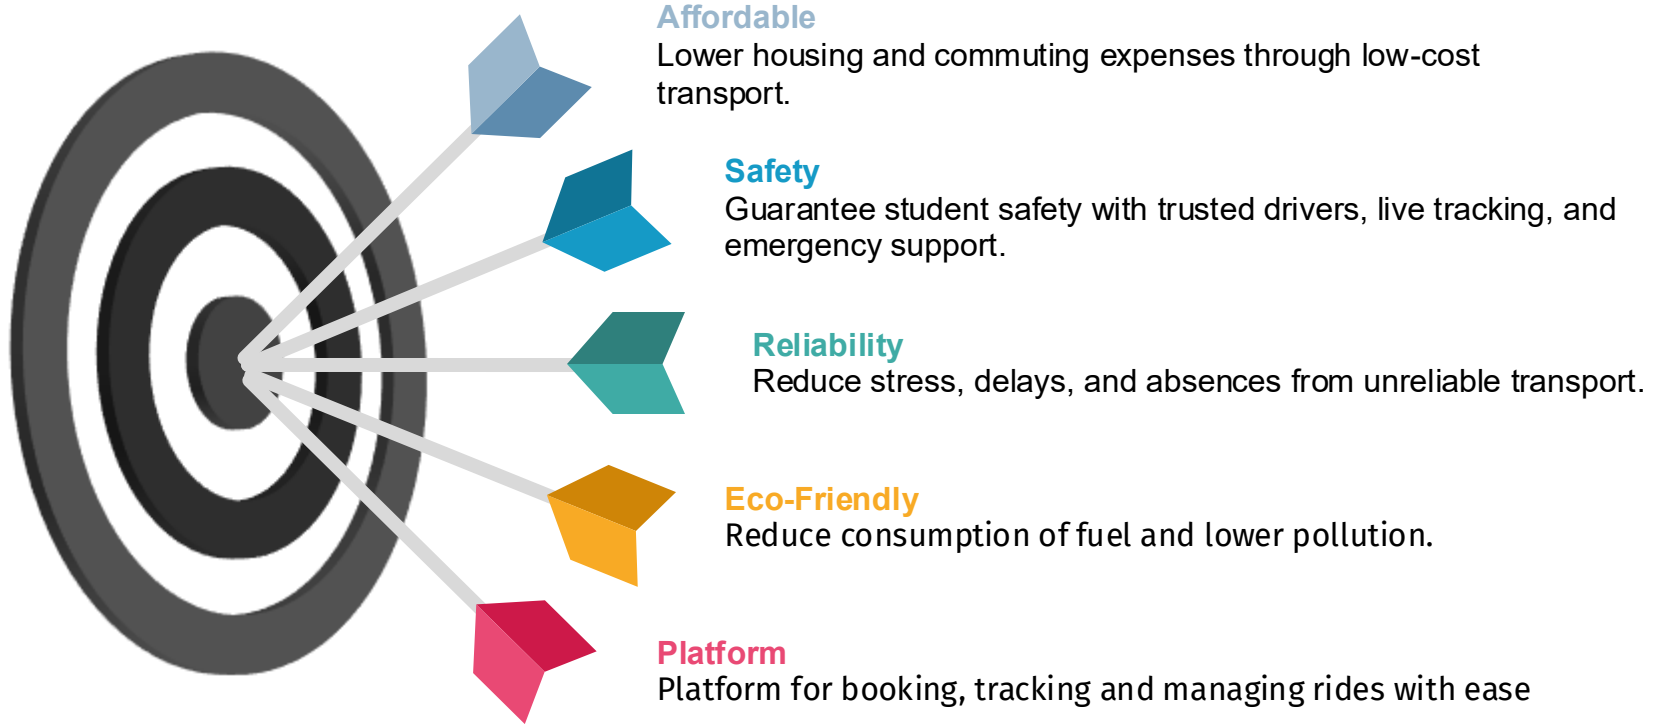 Affordable
Lower housing and commuting expenses through low-cost
transport.
Safety
Guarantee student safety with trusted drivers, live tracking, and
emergency support.
Reliability
Reduce stress, delays, and absences from unreliable transport.
Eco-Friendly
Reduce consumption of fuel and lower pollution.
Platform
Platform for booking, tracking and managing rides with ease